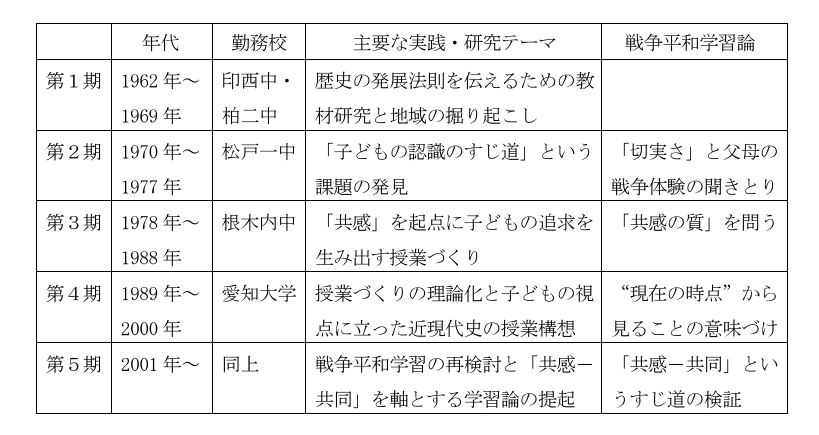 年代 勤務校 主要な実践・研究テーマ 戦争平和学習論
第１期 1962 年～ 印西中・ 歴史の発展法則を伝えるための教
1969 年 柏二中 材研究と地域の掘り起こし
第２期 1970 年～ 松戸一中 「子どもの認識のすじ道」という 「切実さ」と父母の
1977 年 課題の発見 戦争体験の聞きとり
第３期 1978 年～ 根木内中 「共感」を起点に子どもの追求を 「共感の質」を問う
1988 年 生み出す授業づくり
第４期 1989 年～ 愛知大学 授業づくりの理論化と子どもの視 “現在の時点”から
2000 年 点に立った近現代史の授業構想 見ることの意味づけ
第５期 2001 年～ 同上 戦争平和学習の再検討と「共感－ 「共感－共同」とい
共同」を軸とする学習論の提起 うすじ道の検証